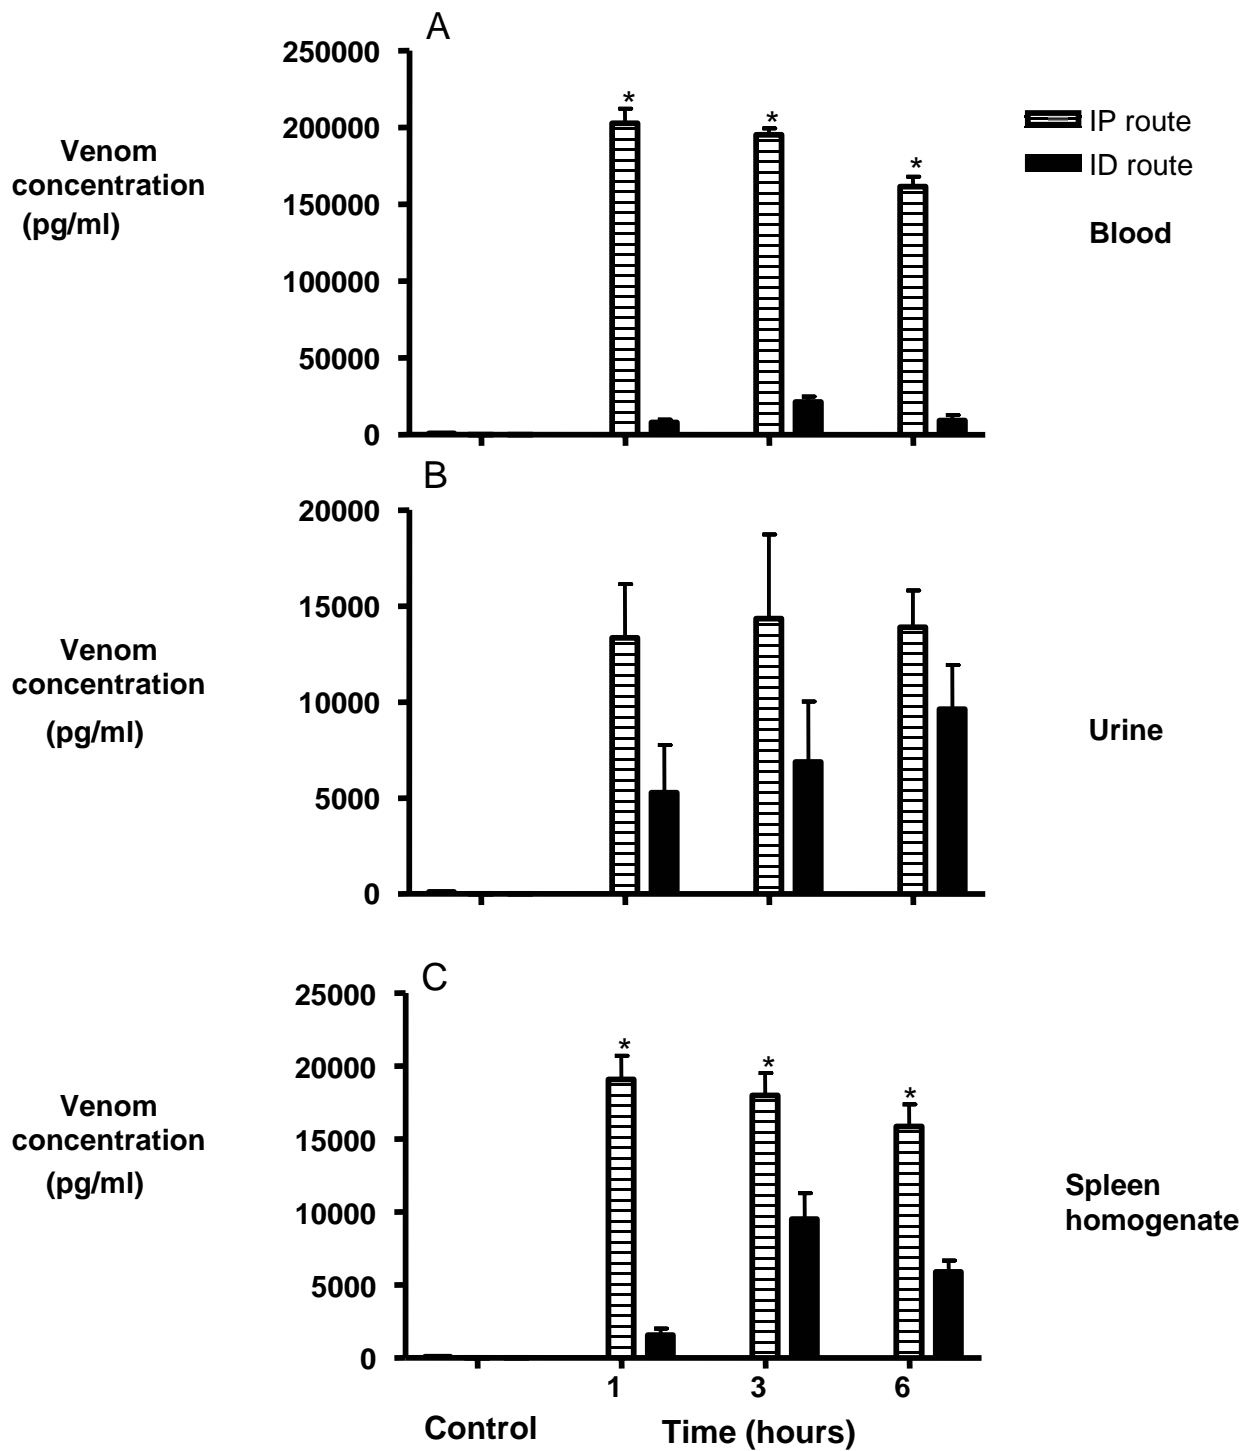 A
250000
200000
150000
100000
50000
0
Venom
concentration
(pg/ml)
*
*
*
IP route
ID route
Blood
B
20000
15000
10000
5000
0
Venom
concentration
(pg/ml)
Urine
C
25000
20000
15000
10000
5000
0
Venom
concentration
(pg/ml)
*
*
*
Spleen
homogenate
1 3 6
Control Time (hours)